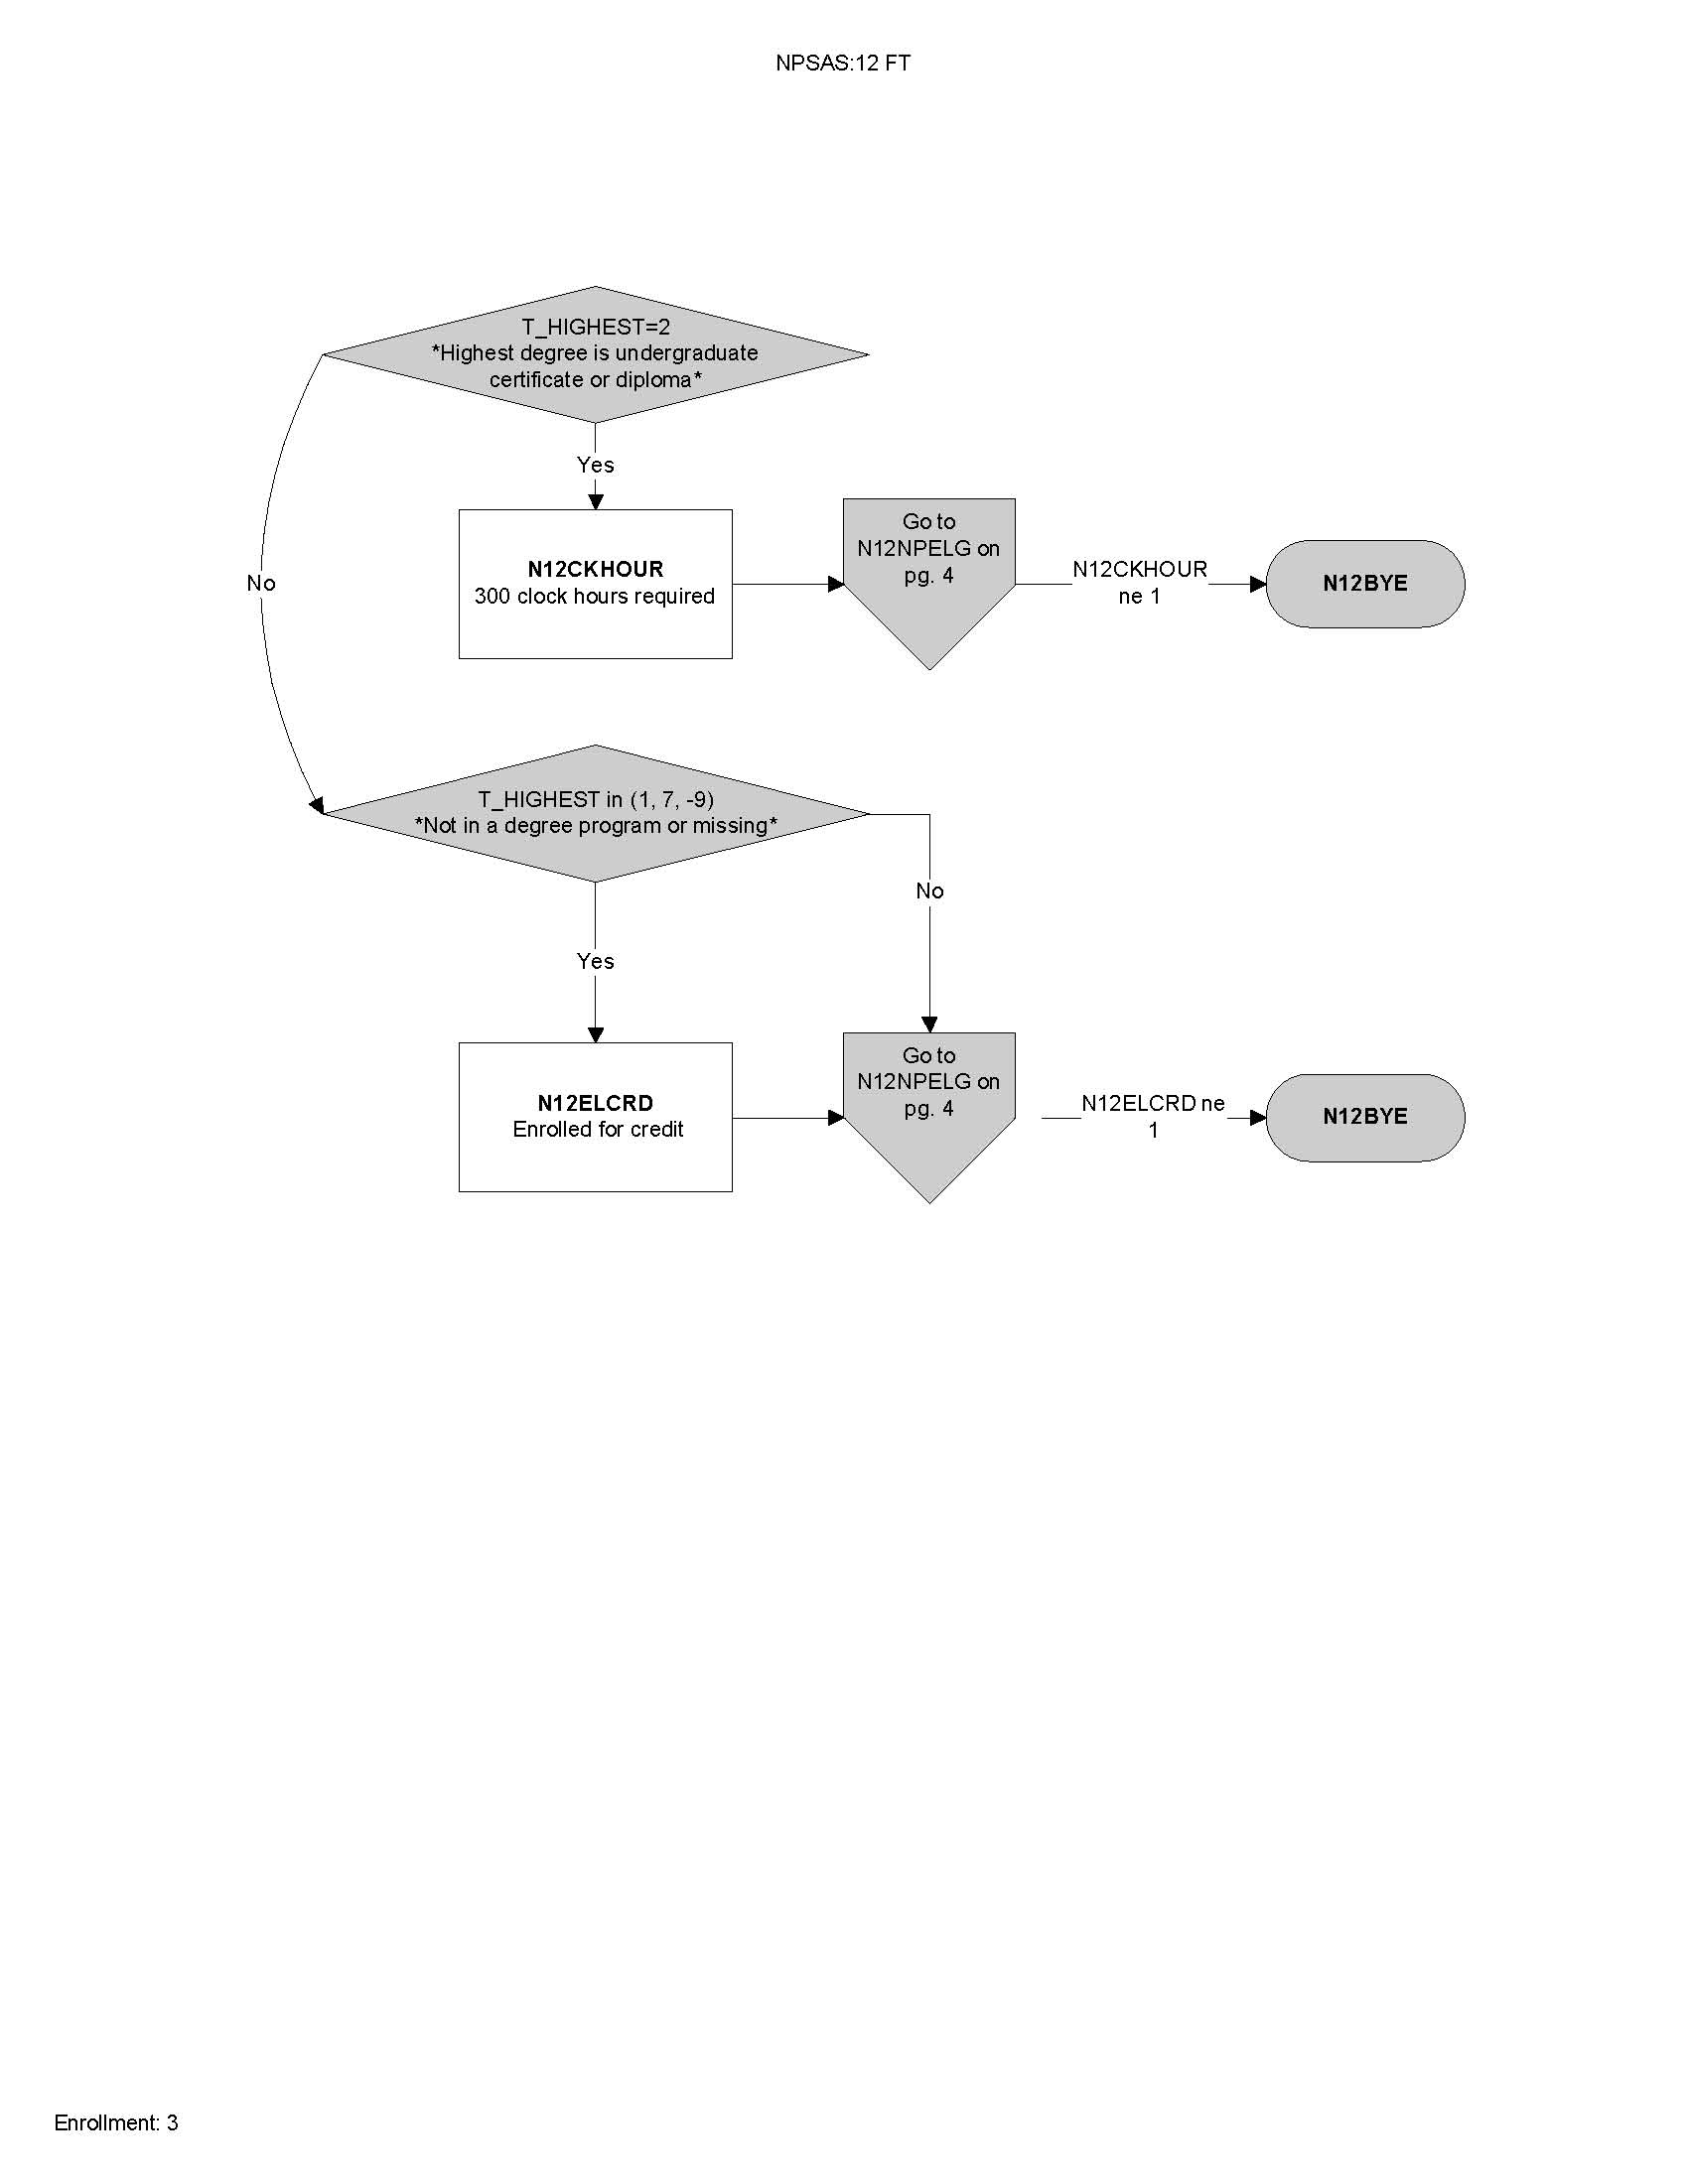 NPSAS:12 FT
T_HIGHEST=2
*Highest degree is undergraduate
certificate or diploma*
Yes
No
N12CKHOUR
300 clock hours required
Go to
N12NPELG on
pg. 4
N12CKHOUR
ne 1
N12BYE
T_HIGHEST in (1, 7, -9)
*Not in a degree program or missing*
No
Yes
N12ELCRD
Enrolled for credit
Go to
N12NPELG on
pg. 4
N12ELCRD ne
1
N12BYE
Enrollment: 3